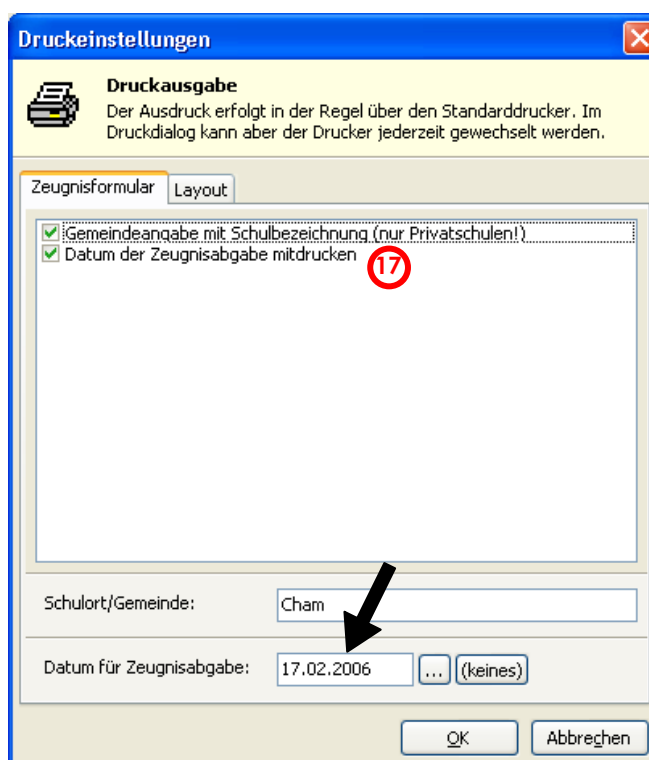 Druckeinstellungen
Druckausgabe
Der Ausdruck erfolgt in der Regel über den Standarddrucker. Im
Druckdialog kann aber der Drucker jederzeit gewechselt werden.
Zeugnisformular Layout
Gemeindeangabe mit Schulbezeichnung (nur Privatschulen!)
Datum der Zeugnisabgabe mitdrucken
17
Schulort/Gemeinde: Cham
Datum für Zeugnisabgabe: 17.02.2006 ... (keines)
OK Abbrechen